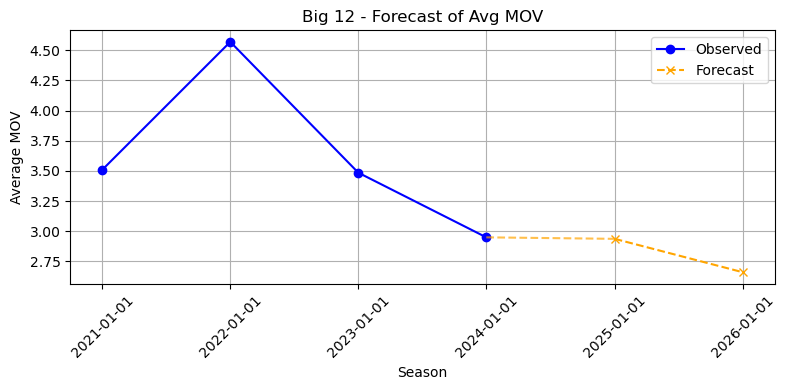 Big 12 - Forecast of Avg MOV
Observed
Forecast
Average MOV
4.50
4.25
4.00
3.75
3.50
3.25
3.00
2.75
2021-01-01
2022-01-01
2023-01-01
2024-01-01
2025-01-01
2026-01-01
Season